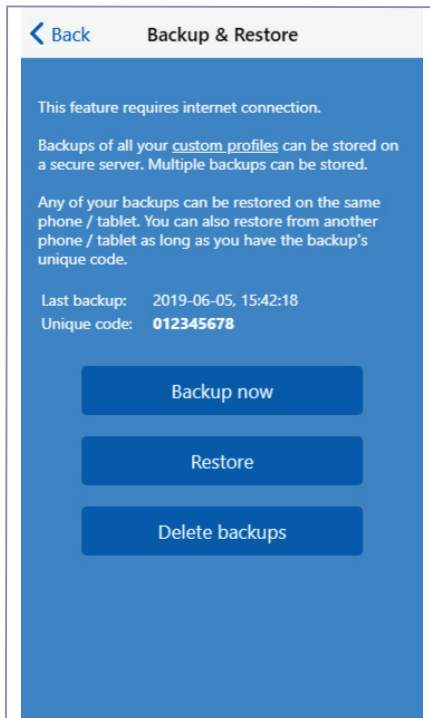 Back Backup & Restore
This feature requires internet connection.
Backups of all your custom profiles can be stored on
a secure server. Multiple backups can be stored.
Any of your backups can be restored on the same
phone / tablet. You can also restore from another
phone / tablet as long as you have the backup's
unique code.
Last backup: 2019-06-05, 15:42:18
Unique code: 012345678
Backup now
Restore
Delete backups